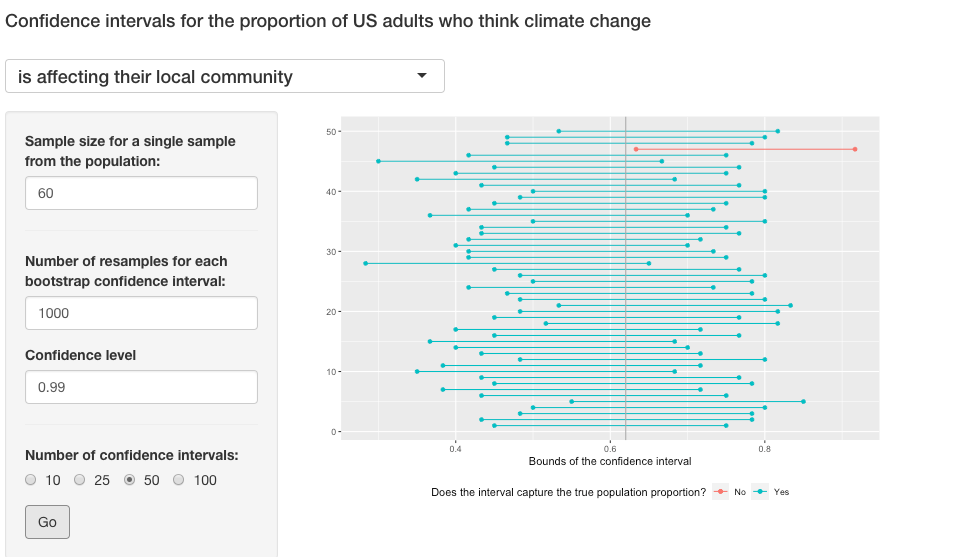 Confidence intervals for the proportion of US adults who think climate change
is affecting their local community
Sample size for a single sample
from the population:
60
Number of resamples for each
bootstrap confidence interval:
1000
Confidence level
0.99
Number of confidence intervals:
10 25 50 100
Go
50
40
30
20
10
0
0.4 0.6 0.8
Bounds of the confidence interval
Does the interval capture the true population proportion? No Yes